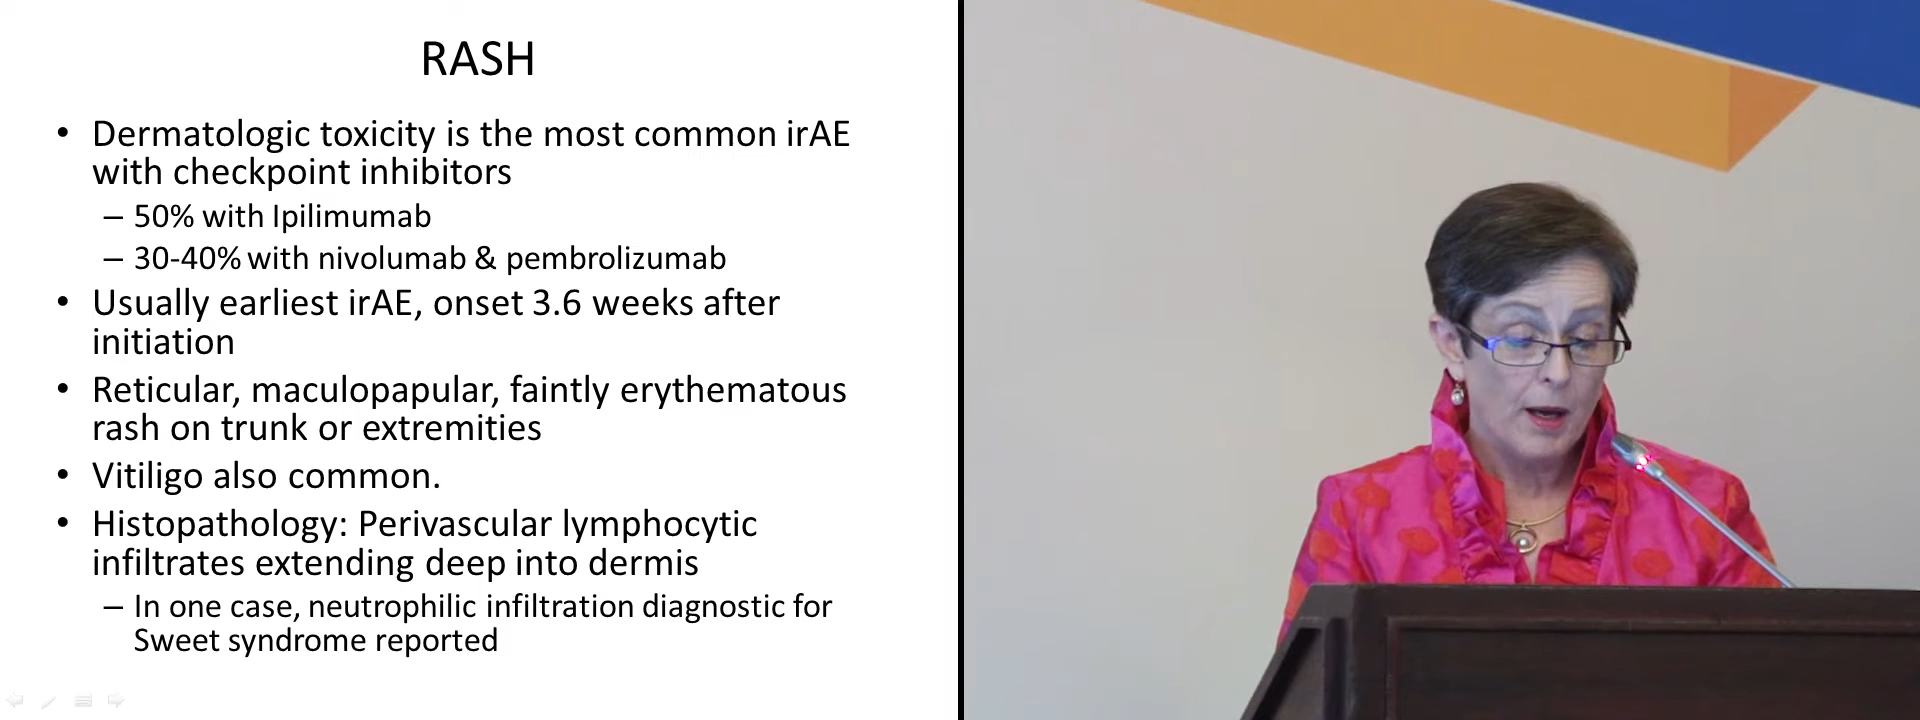 RASH
• Dermatologic toxicity is the most common irAE
with checkpoint inhibitors
– 50% with Ipilimumab
– 30-40% with nivolumab & pembrolizumab
• Usually earliest irAE, onset 3.6 weeks after
initiation
• Reticular, maculopapular, faintly erythematous
rash on trunk or extremities
• Vitiligo also common.
• Histopathology: Perivascular lymphocytic
infiltrates extending deep into dermis
– In one case, neutrophilic infiltration diagnostic for
Sweet syndrome reported